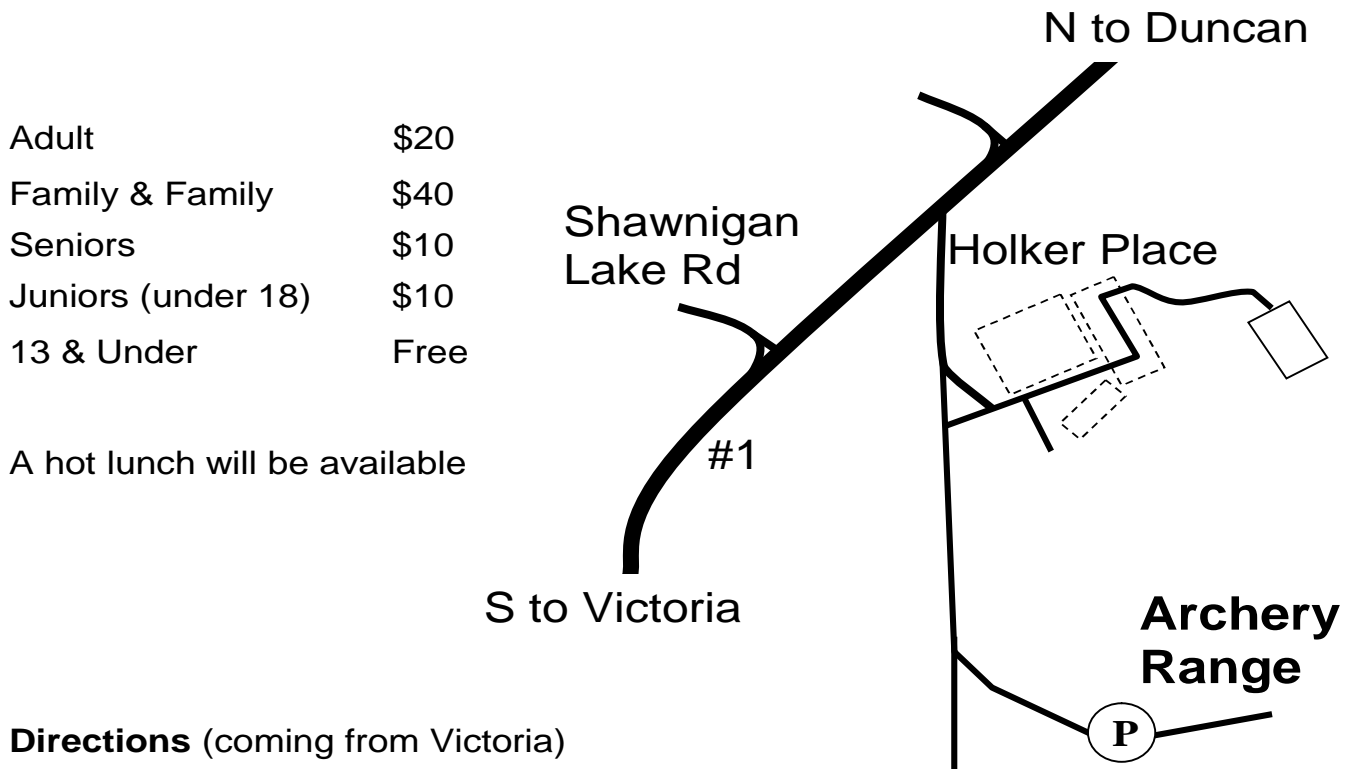 N to Duncan
Adult $20
Family & Family $40
Seniors $10
Juniors (under 18) $10
13 & Under Free
Shawnigan
Lake Rd
Holker Place
A hot lunch will be available
#1
S to Victoria
Archery
Range
P
Directions (coming from Victoria)